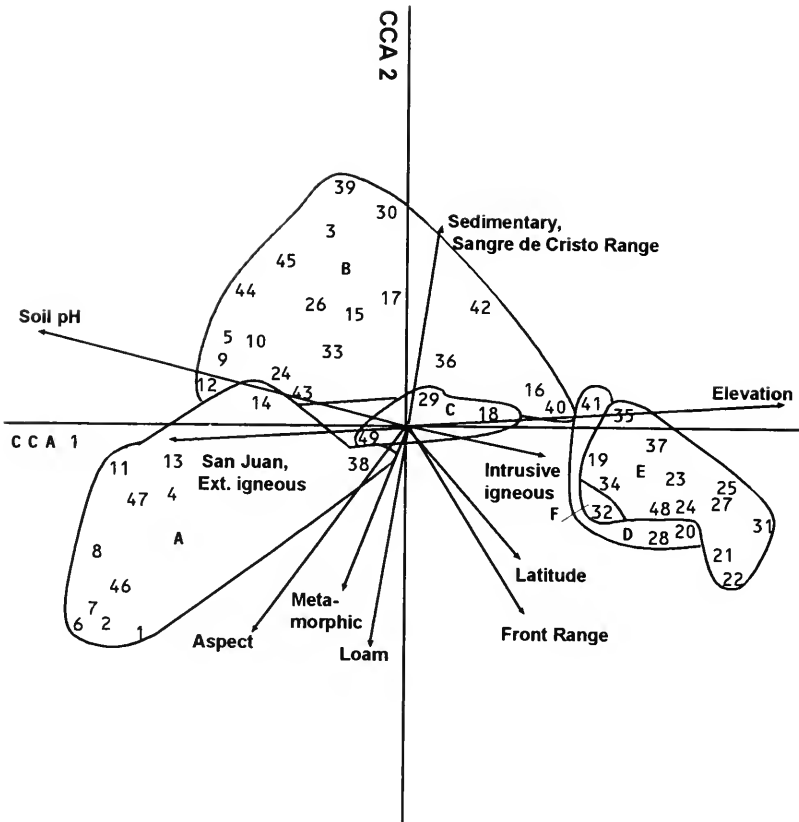 CCA 2
39
30
Sedimentary,
Sangre de Cristo Range
3
45
B
44
26
15
17
42
Soil pH
5
10
9
33
36
12
24
43
14
29
C
18
16
40
41
35
Elevation
CCA 1
49
38
11
13
47
4
San Juan,
Ext. igneous
Intrusive
igneous
19
37
E
34
23
25
27
F
32
48
24
31
D
28
20
21
22
A
8
46
7
6
2
1
Aspect
Meta-
morphic
Loam
Latitude
Front Range